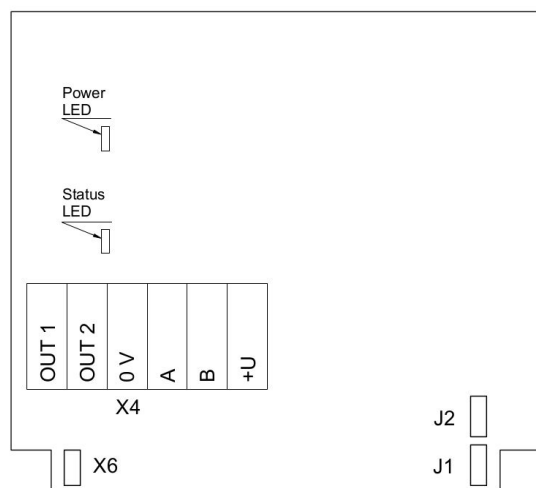 Power
LED
Status
LED
OUT 1
OUT 2
0 V
A
B
+U
X4
J2
X6
J1